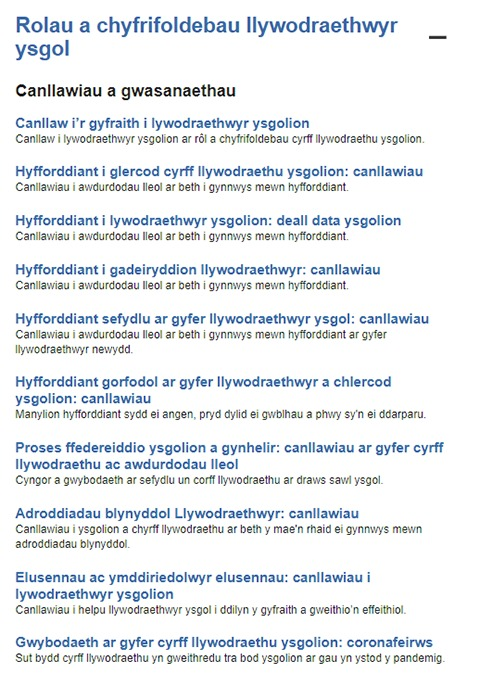 Rolau a chyfrifoldebau llywodraethwyr
ysgol
Canllawiau a gwasanaethau
Canllaw i’r gyfraith i lywodraethwyr ysgolion
Canllaw i lywodraethwyr ysgolion ar rôl a chyfrifoldebau cyrff llywodraethu ysgolion.
Hyfforddiant i glercod cyrff llywodraethu ysgolion: canllawiau
Canllawiau i awdurdodau lleol ar beth i gynnwys mewn hyfforddiant.
Hyfforddiant i lywodraethwyr ysgolion: deall data ysgolion
Canllawiau i awdurdodau lleol ar beth i gynnwys mewn hyfforddiant.
Hyfforddiant i gadeiryddion llywodraethwyr: canllawiau
Canllawiau i awdurdodau lleol ar beth i gynnwys mewn hyfforddiant.
Hyfforddiant sefydlu ar gyfer llywodraethwyr ysgol: canllawiau
Canllawiau i awdurdodau lleol ar beth i gynnwys mewn hyfforddiant ar gyfer
llywodraethwyr newydd.
Hyfforddiant gorfodol ar gyfer llywodraethwyr a chlercod
ysgolion: canllawiau
Manylion hyfforddiant sydd ei angen, pryd dylid ei gwblhau a phwy sy'n ei ddarparu.
Proses ffedereiddio ysgolion a gynhelir: canllawiau ar gyfer cyrff
llywodraethu ac awdurdodau lleol
Cyngor a gwybodaeth ar sefydlu un corff llywodraethu ar draws sawl ysgol.
Adroddiadau blynyddol Llywodraethwyr: canllawiau
Canllawiau i ysgolion a chyrff llywodraethu ar beth y mae'n rhaid ei gynnwys mewn
adroddiadau blynyddol.
Elusennau ac ymddiriedolwyr elusennau: canllawiau i
lywodraethwyr ysgolion
Canllawiau i helpu llywodraethwyr ysgol i ddilyn y gyfraith a gweithio’n effeithiol.
Gwybodaeth ar gyfer cyrff llywodraethu ysgolion: coronafeirws
Sut bydd cyrff llywodraethu yn gweithredu tra bod ysgolion ar gau yn ystod y pandemig.